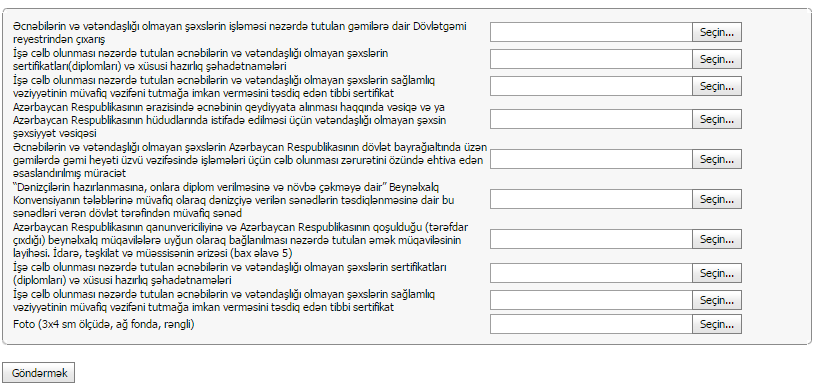 Əcnəbilərin və vətəndaşlığı olmayan şəxslərin işləməsi nəzərdə tutulan gəmilərə dair Dövlətgəmi
reyestrindən çıxarış
Seçin...
İşə cəlb olunması nəzərdə tutulan əcnəbilərin və vətəndaşlığı olmayan şəxslərin
sertifikatları(diplomları) və xüsusi hazırlıq şəhadətnamələri
Seçin...
İşə cəlb olunması nəzərdə tutulan əcnəbilərin və vətəndaşlığı olmayan şəxslərin sağlamlıq
vəziyyətinin müvafiq vəzifəni tutmağa imkan verməsini təsdiq edən tibbi sertifikat
Seçin...
Azərbaycan Respublikasının ərazisində əcnəbinin qeydiyyata alınması haqqında vəsiqə və ya
Azərbaycan Respublikasının hüdudlarında istifadə edilməsi üçün vətəndaşlığı olmayan şəxsin
şəxsiyyət vəsiqəsi
Seçin...
Əcnəbilərin və vətəndaşlığı olmayan şəxslərin Azərbaycan Respublikasının dövlət bayrağıaltında üzən
gəmilərdə gəmi heyəti üzvü vəzifəsində işləmələri üçün cəlb olunması zərurətini özündə ehtiva edən
əsaslandırılmış müraciət
Seçin...
"Dənizçilərin hazırlanmasına, onlara diplom verilməsinə və növbə çəkməyə dair" Beynəlxalq
Konvensiyanın tələblərinə müvafiq olaraq dənizçiyə verilən sənədlərin təsdiqlənməsinə dair bu
sənədləri verən dövlət tərəfindən müvafiq sənəd
Seçin...
Azərbaycan Respublikasının qanunvericiliyinə və Azərbaycan Respublikasının qoşulduğu (tərəfdar
çıxdığı) beynəlxalq müqavilələrə uyğun olaraq bağlanılması nəzərdə tutulan əmək müqaviləsinin
layihəsi. İdarə, təşkilat və müəssisənin ərizəsi (bax əlavə 5)
Seçin...
İşə cəlb olunması nəzərdə tutulan əcnəbilərin və vətəndaşlığı olmayan şəxslərin sertifikatları
(diplomları) və xüsusi hazırlıq şəhadətnamələri
Seçin...
İşə cəlb olunması nəzərdə tutulan əcnəbilərin və vətəndaşlığı olmayan şəxslərin sağlamlıq
vəziyyətinin müvafiq vəzifəni tutmağa imkan verməsini təsdiq edən tibbi sertifikat
Seçin...
Foto (3x4 sm ölçüdə, ağ fonda, rəngli)
Seçin...
Göndərmək